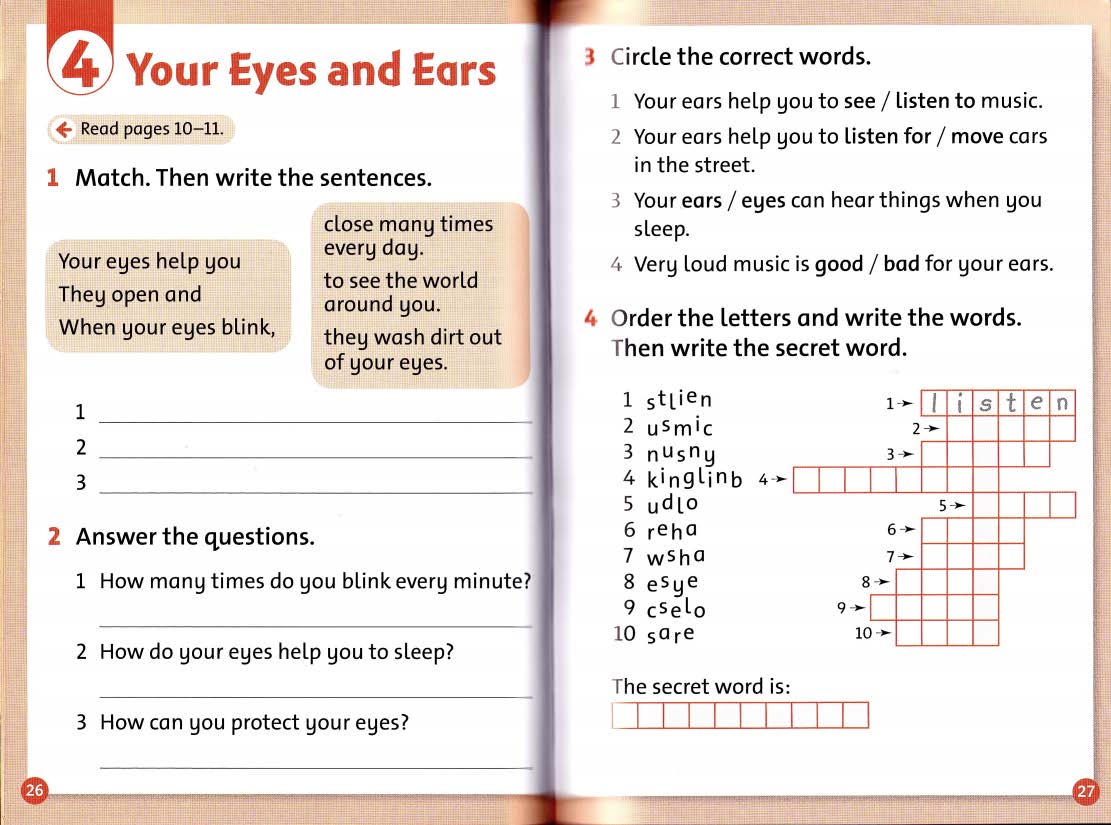 4 Your Eyes and Ears
Read pages 10–11.
1 Match. Then write the sentences.
Your eyes help you
They open and
When your eyes blink,
close many times
every day.
to see the world
around you.
they wash dirt out
of your eyes.
1
2
3
2 Answer the questions.
1 How many times do you blink every minute?
2 How do your eyes help you to sleep?
3 How can you protect your eyes?
26
3 Circle the correct words.
1 Your ears help you to see / listen to music.
2 Your ears help you to listen for / move cars
in the street.
3 Your ears / eyes can hear things when you
sleep.
4 Very loud music is good / bad for your ears.
4 Order the letters and write the words.
Then write the secret word.
1 stlien
2 usmic
3 nusny
4 kinglinb
5 udlo
6 reha
7 wsha
8 esye
9 cselo
10 sare
1→ listen
2→
3→
4→
5→
6→
7→
8→
9→
10→
The secret word is:
27